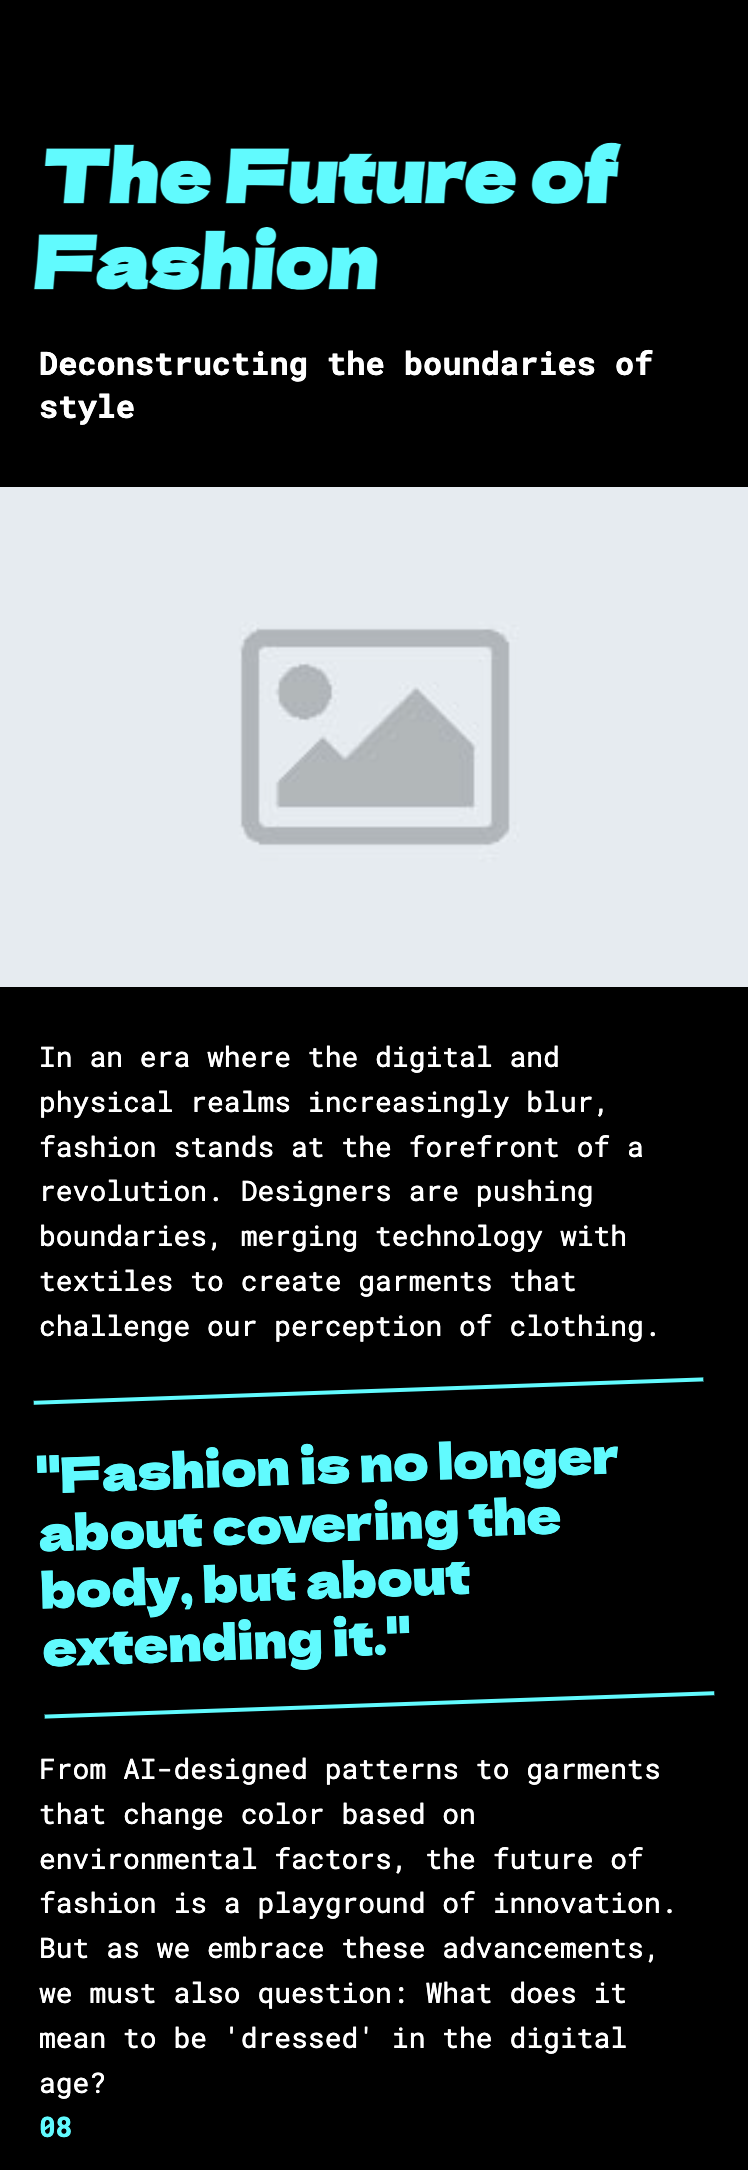 The Future of
Fashion
Deconstructing the boundaries of
style
In an era where the digital and
physical realms increasingly blur,
fashion stands at the forefront of a
revolution. Designers are pushing
boundaries, merging technology with
textiles to create garments that
challenge our perception of clothing.
"Fashion is no longer
about covering the
body, but about
extending it."
From AI-designed patterns to garments
that change color based on
environmental factors, the future of
fashion is a playground of innovation.
But as we embrace these advancements,
we must also question: What does it
mean to be 'dressed' in the digital
age?
08